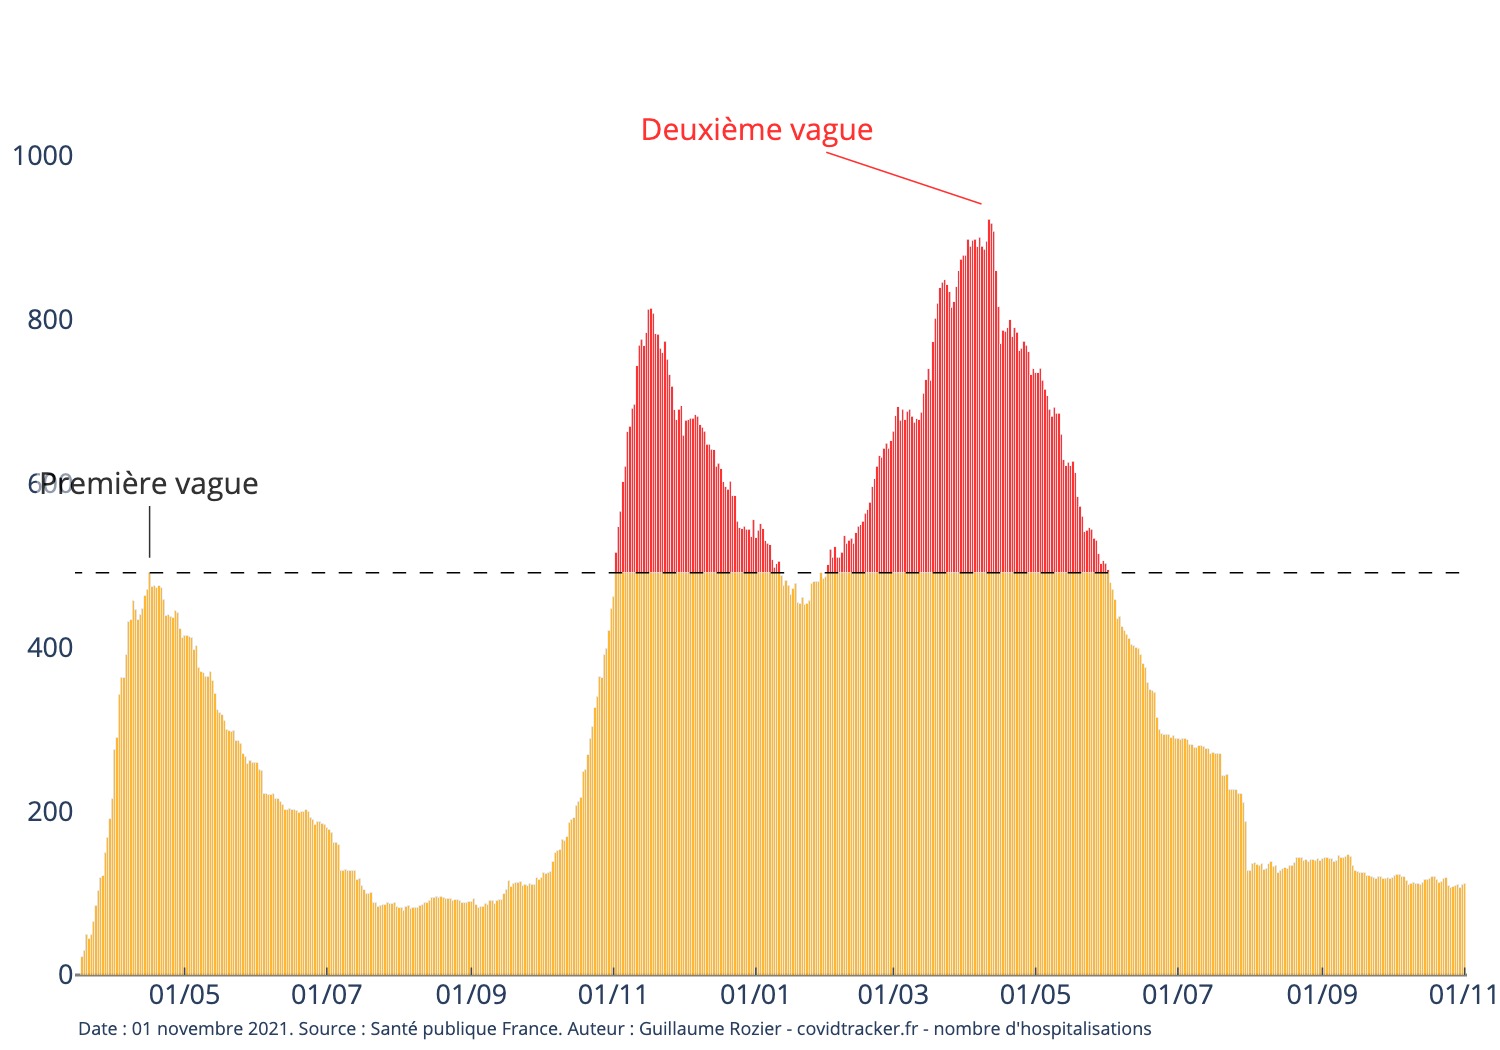 Deuxième vague
1000
800
600
Première vague
400
200
0
01/05 01/07 01/09 01/11 01/01 01/03 01/05 01/07 01/09 01/11
Date : 01 novembre 2021. Source : Santé publique France. Auteur : Guillaume Rozier - covidtracker.fr - nombre d'hospitalisations